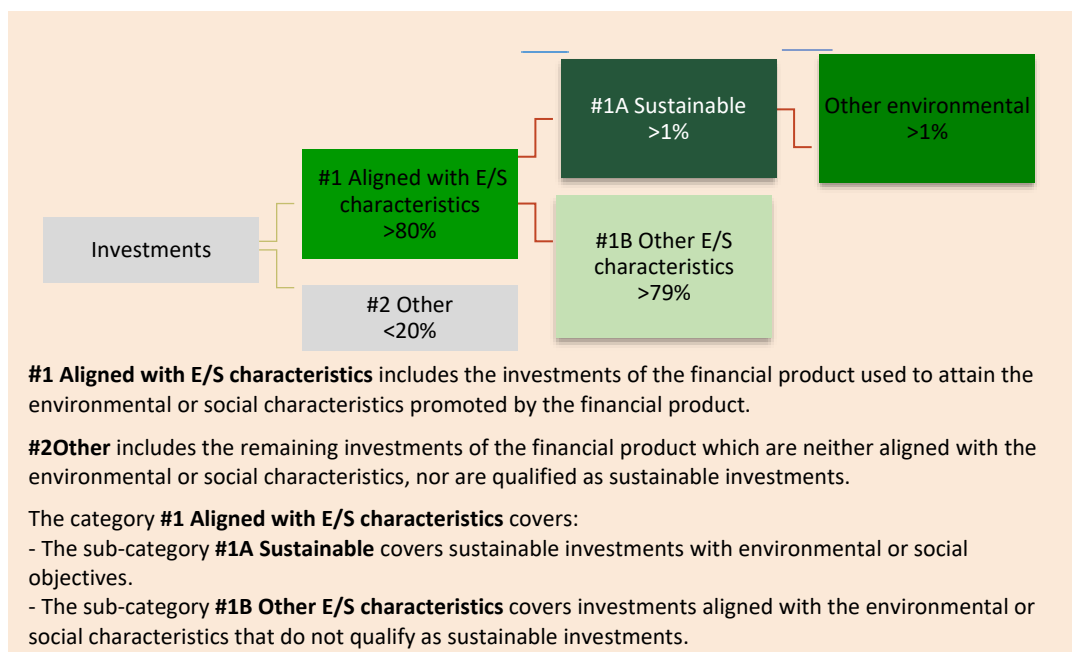 #1A Sustainable
>1%
Other environmental
>1%
#1 Aligned with E/S
characteristics
>80%
Investments
#1B Other E/S
characteristics
>79%
#2 Other
<20%
#1 Aligned with E/S characteristics includes the investments of the financial product used to attain the
environmental or social characteristics promoted by the financial product.
#2Other includes the remaining investments of the financial product which are neither aligned with the
environmental or social characteristics, nor are qualified as sustainable investments.
The category #1 Aligned with E/S characteristics covers:
- The sub-category #1A Sustainable covers sustainable investments with environmental or social
objectives.
- The sub-category #1B Other E/S characteristics covers investments aligned with the environmental or
social characteristics that do not qualify as sustainable investments.